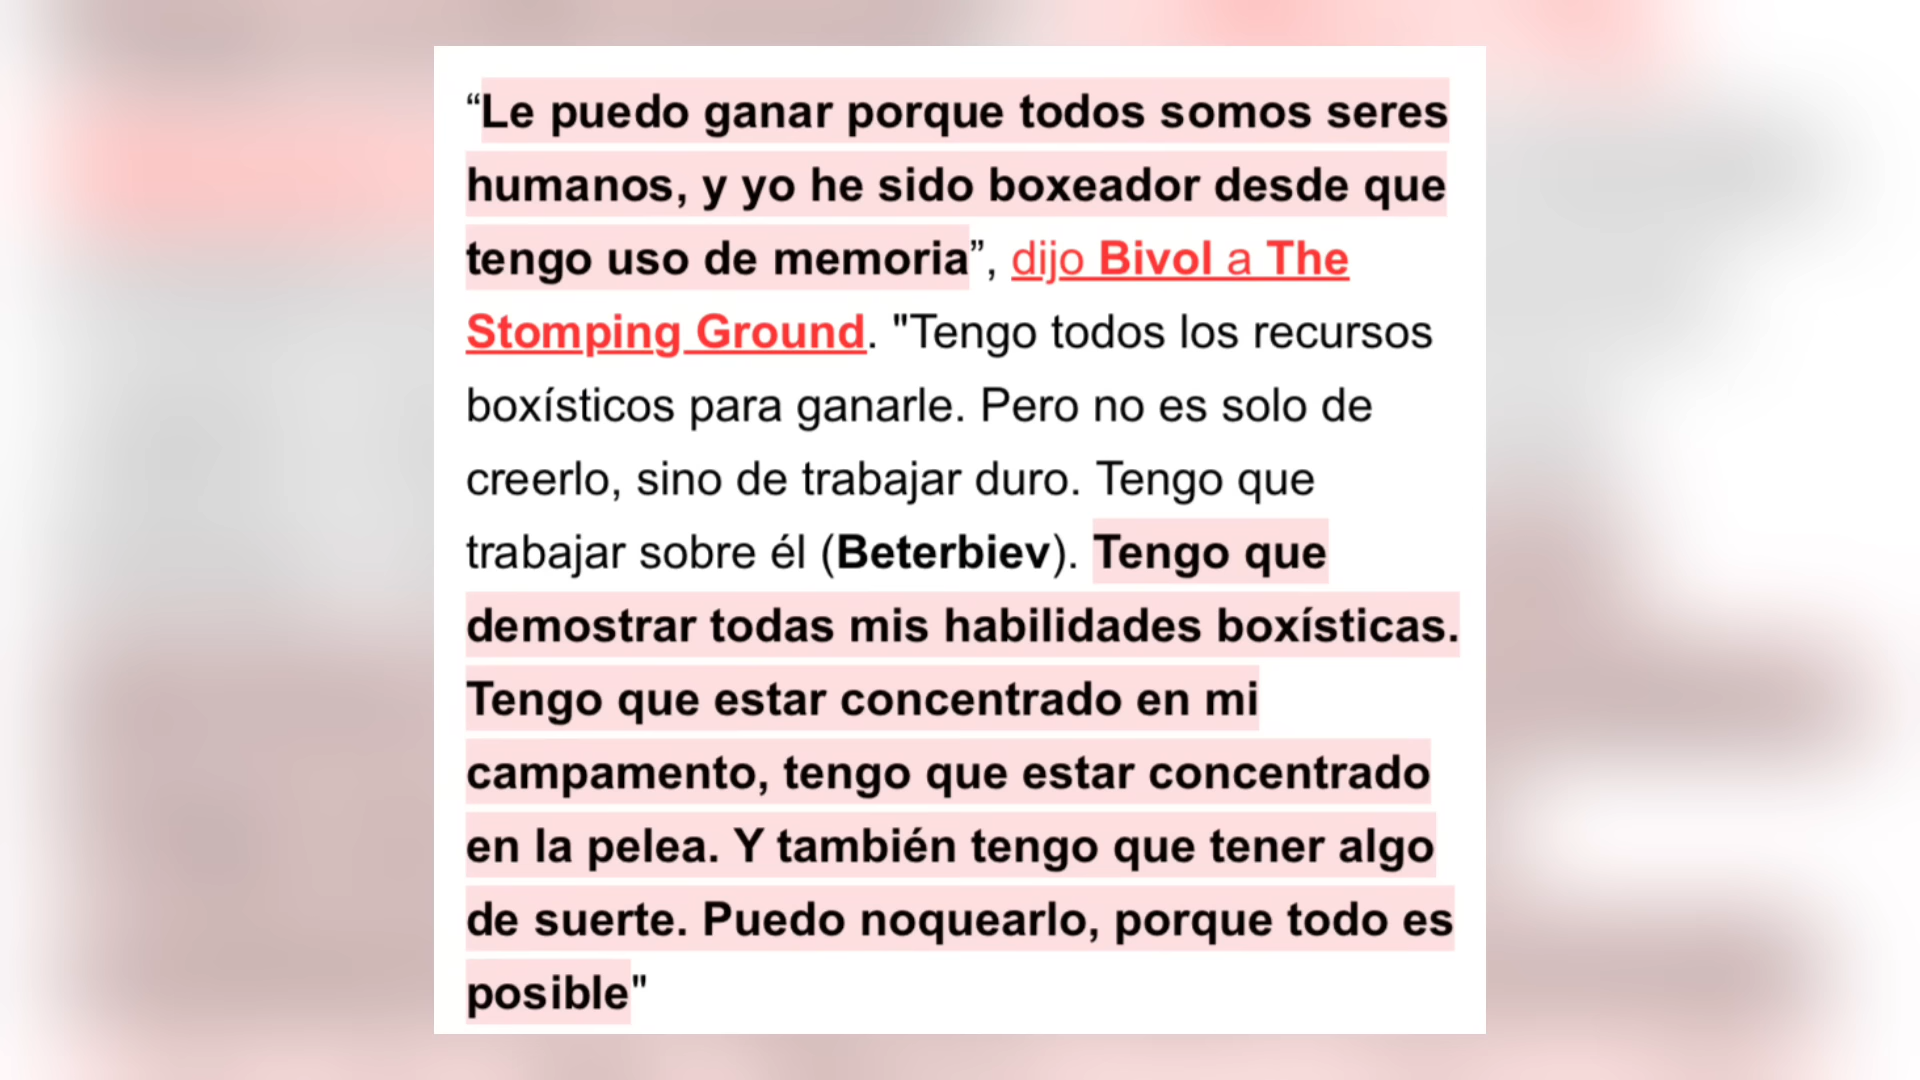 “Le puedo ganar porque todos somos seres
humanos, y yo he sido boxeador desde que
tengo uso de memoria”, dijo Bivol a The
Stomping Ground. "Tengo todos los recursos
boxísticos para ganarle. Pero no es solo de
creerlo, sino de trabajar duro. Tengo que
trabajar sobre él (Beterbiev). Tengo que
demostrar todas mis habilidades boxísticas.
Tengo que estar concentrado en mi
campamento, tengo que estar concentrado
en la pelea. Y también tengo que tener algo
de suerte. Puedo noquearlo, porque todo es
posible"